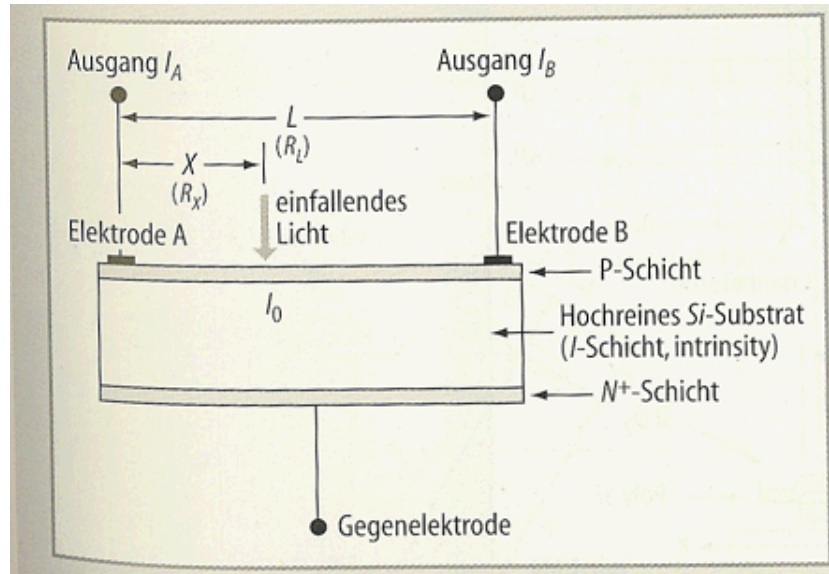 Ausgang I_A
Ausgang I_B
L
(R_L)
X
(R_X)
einfallendes
Licht
Elektrode A
Elektrode B
P-Schicht
I_0
Hochreines Si-Substrat
(I-Schicht, intrinsity)
N⁺-Schicht
Gegenelektrode